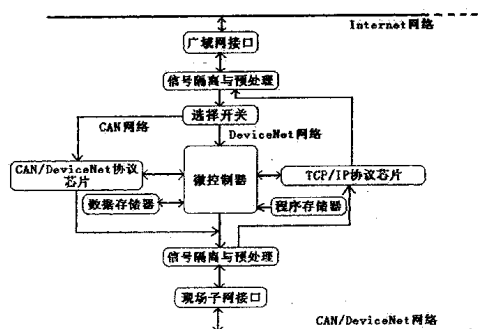 Internet网络
广域网接口
信号隔离与预处理
选择开关
CAN网络
DeviceNet网络
CAN/DeviceNet协议
芯片
微控制器
TCP/IP协议芯片
数据存储器
程序存储器
信号隔离与预处理
现场子网接口
CAN/DeviceNet网络